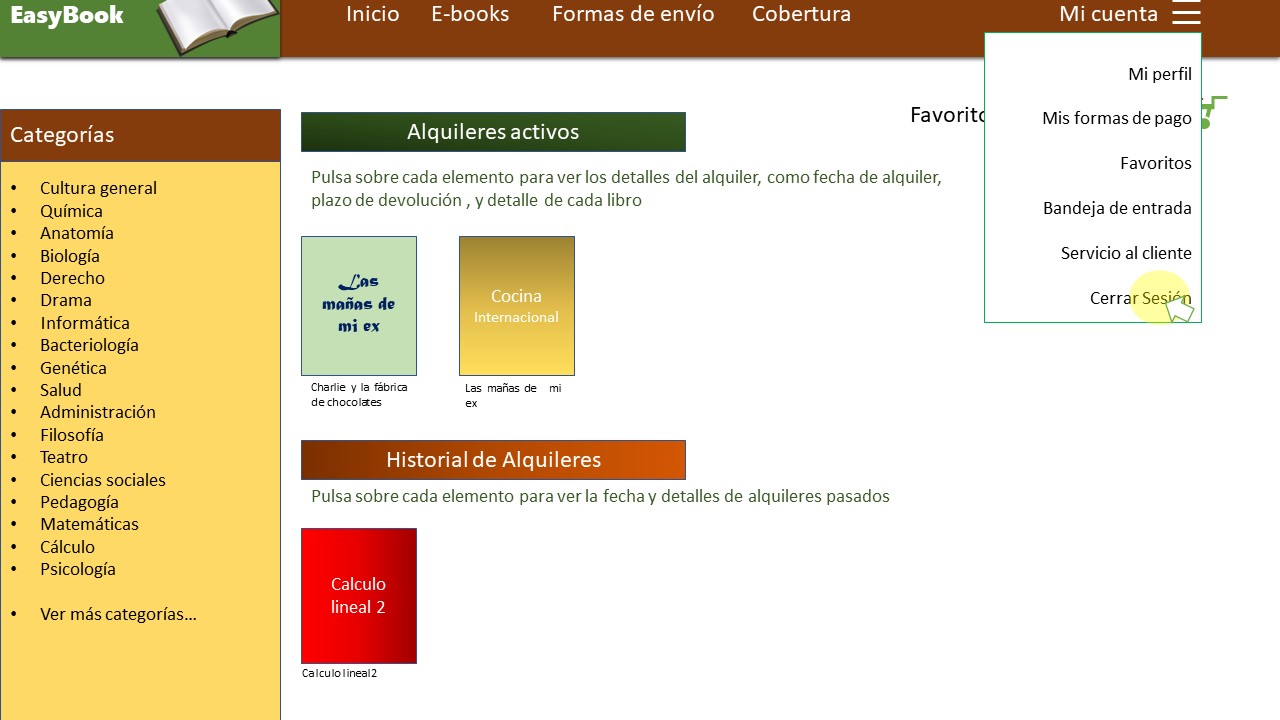 EasyBook
Inicio E-books Formas de envío Cobertura Mi cuenta
Mi perfil
Mis formas de pago
Favoritos
Bandeja de entrada
Servicio al cliente
Cerrar Sesión
Categorías
• Cultura general
• Química
• Anatomía
• Biología
• Derecho
• Drama
• Informática
• Bacteriología
• Genética
• Salud
• Administración
• Filosofía
• Teatro
• Ciencias sociales
• Pedagogía
• Matemáticas
• Cálculo
• Psicología
• Ver más categorías...
Favorito
Alquileres activos
Pulsa sobre cada elemento para ver los detalles del alquiler, como fecha de alquiler,
plazo de devolución , y detalle de cada libro
Las
mañas de
mi ex
Charlie y la fábrica
de chocolates
Cocina
Internacional
Las mañas de mi
ex
Historial de Alquileres
Pulsa sobre cada elemento para ver la fecha y detalles de alquileres pasados
Calculo
lineal 2
Calculo lineal 2